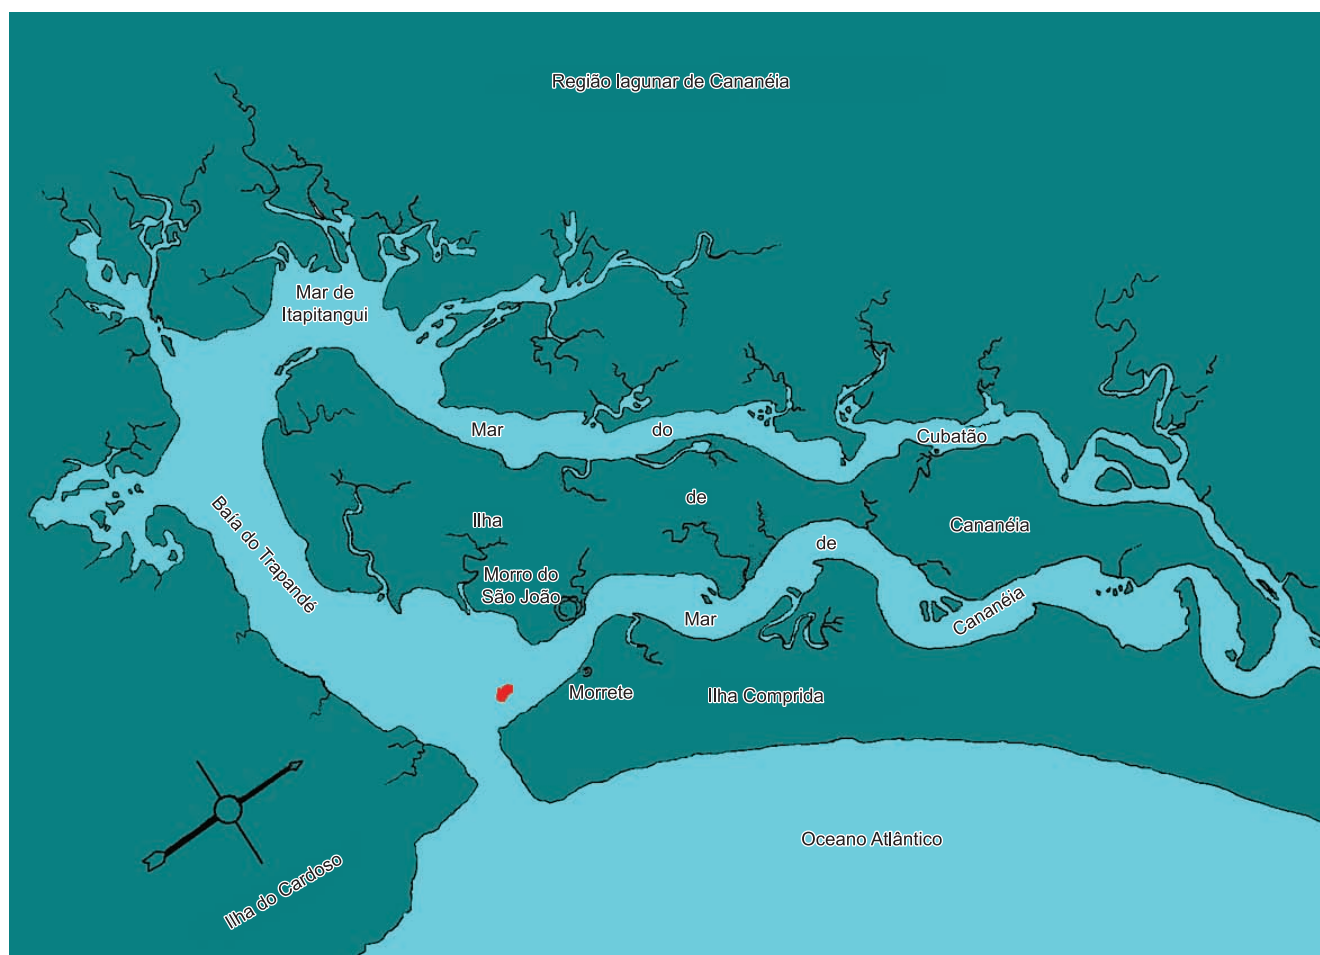 Região lagunar de Cananéia
Mar de
Itapitangui
Mar do Cubatão
Ilha de Cananéia
Baía do Trapandé
Morro do
São João
Mar de Cananéia
Morrete
Ilha Comprida
Oceano Atlântico
Ilha do Cardoso